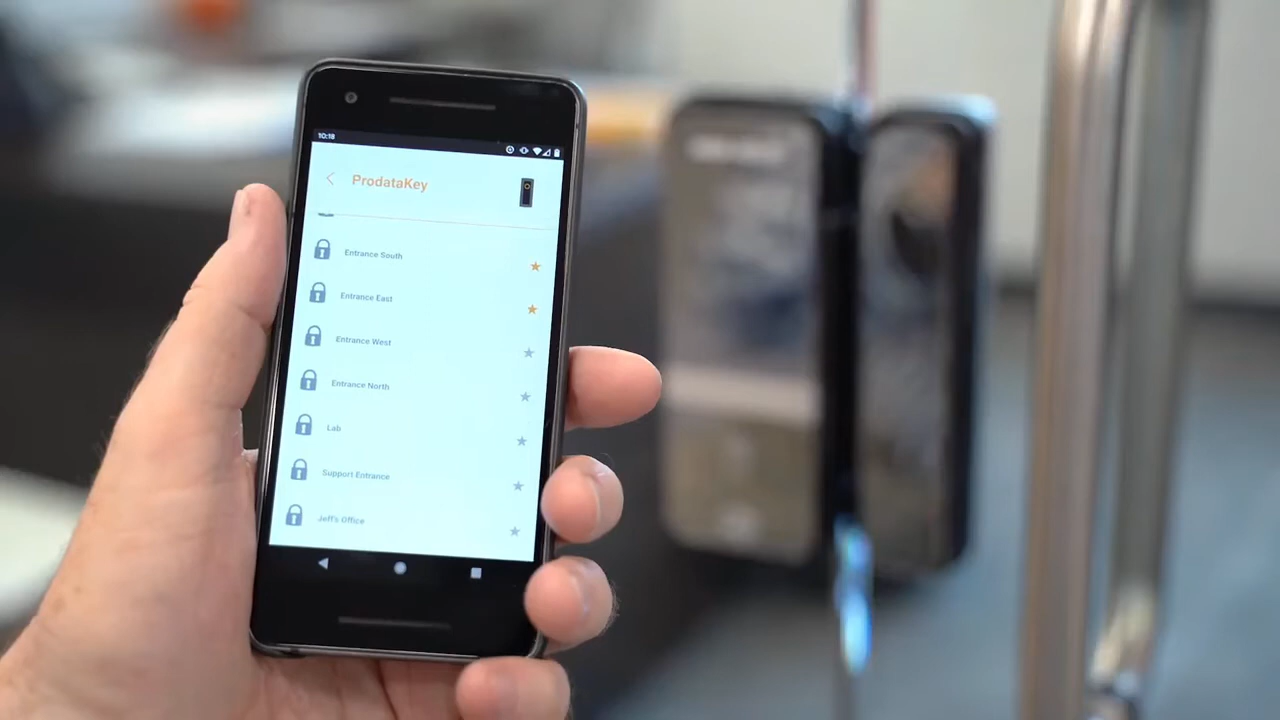 10:18
ProdataKey
Entrance South
Entrance East
Entrance West
Entrance North
Lab
Support Entrance
Jeff's Office